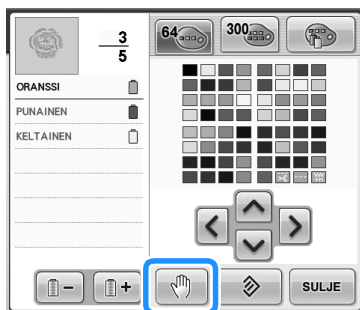 3
5
64
300
ORANSSI
PUNAINEN
KELTAINEN
- +
SULJE